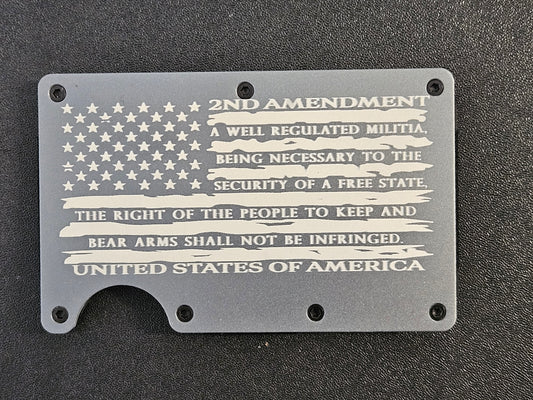 2ND AMENDMENT
A WELL REGULATED MILITIA,
BEING NECESSARY TO THE
SECURITY OF A FREE STATE,
THE RIGHT OF THE PEOPLE TO KEEP AND
BEAR ARMS SHALL NOT BE INFRINGED.
UNITED STATES OF AMERICA